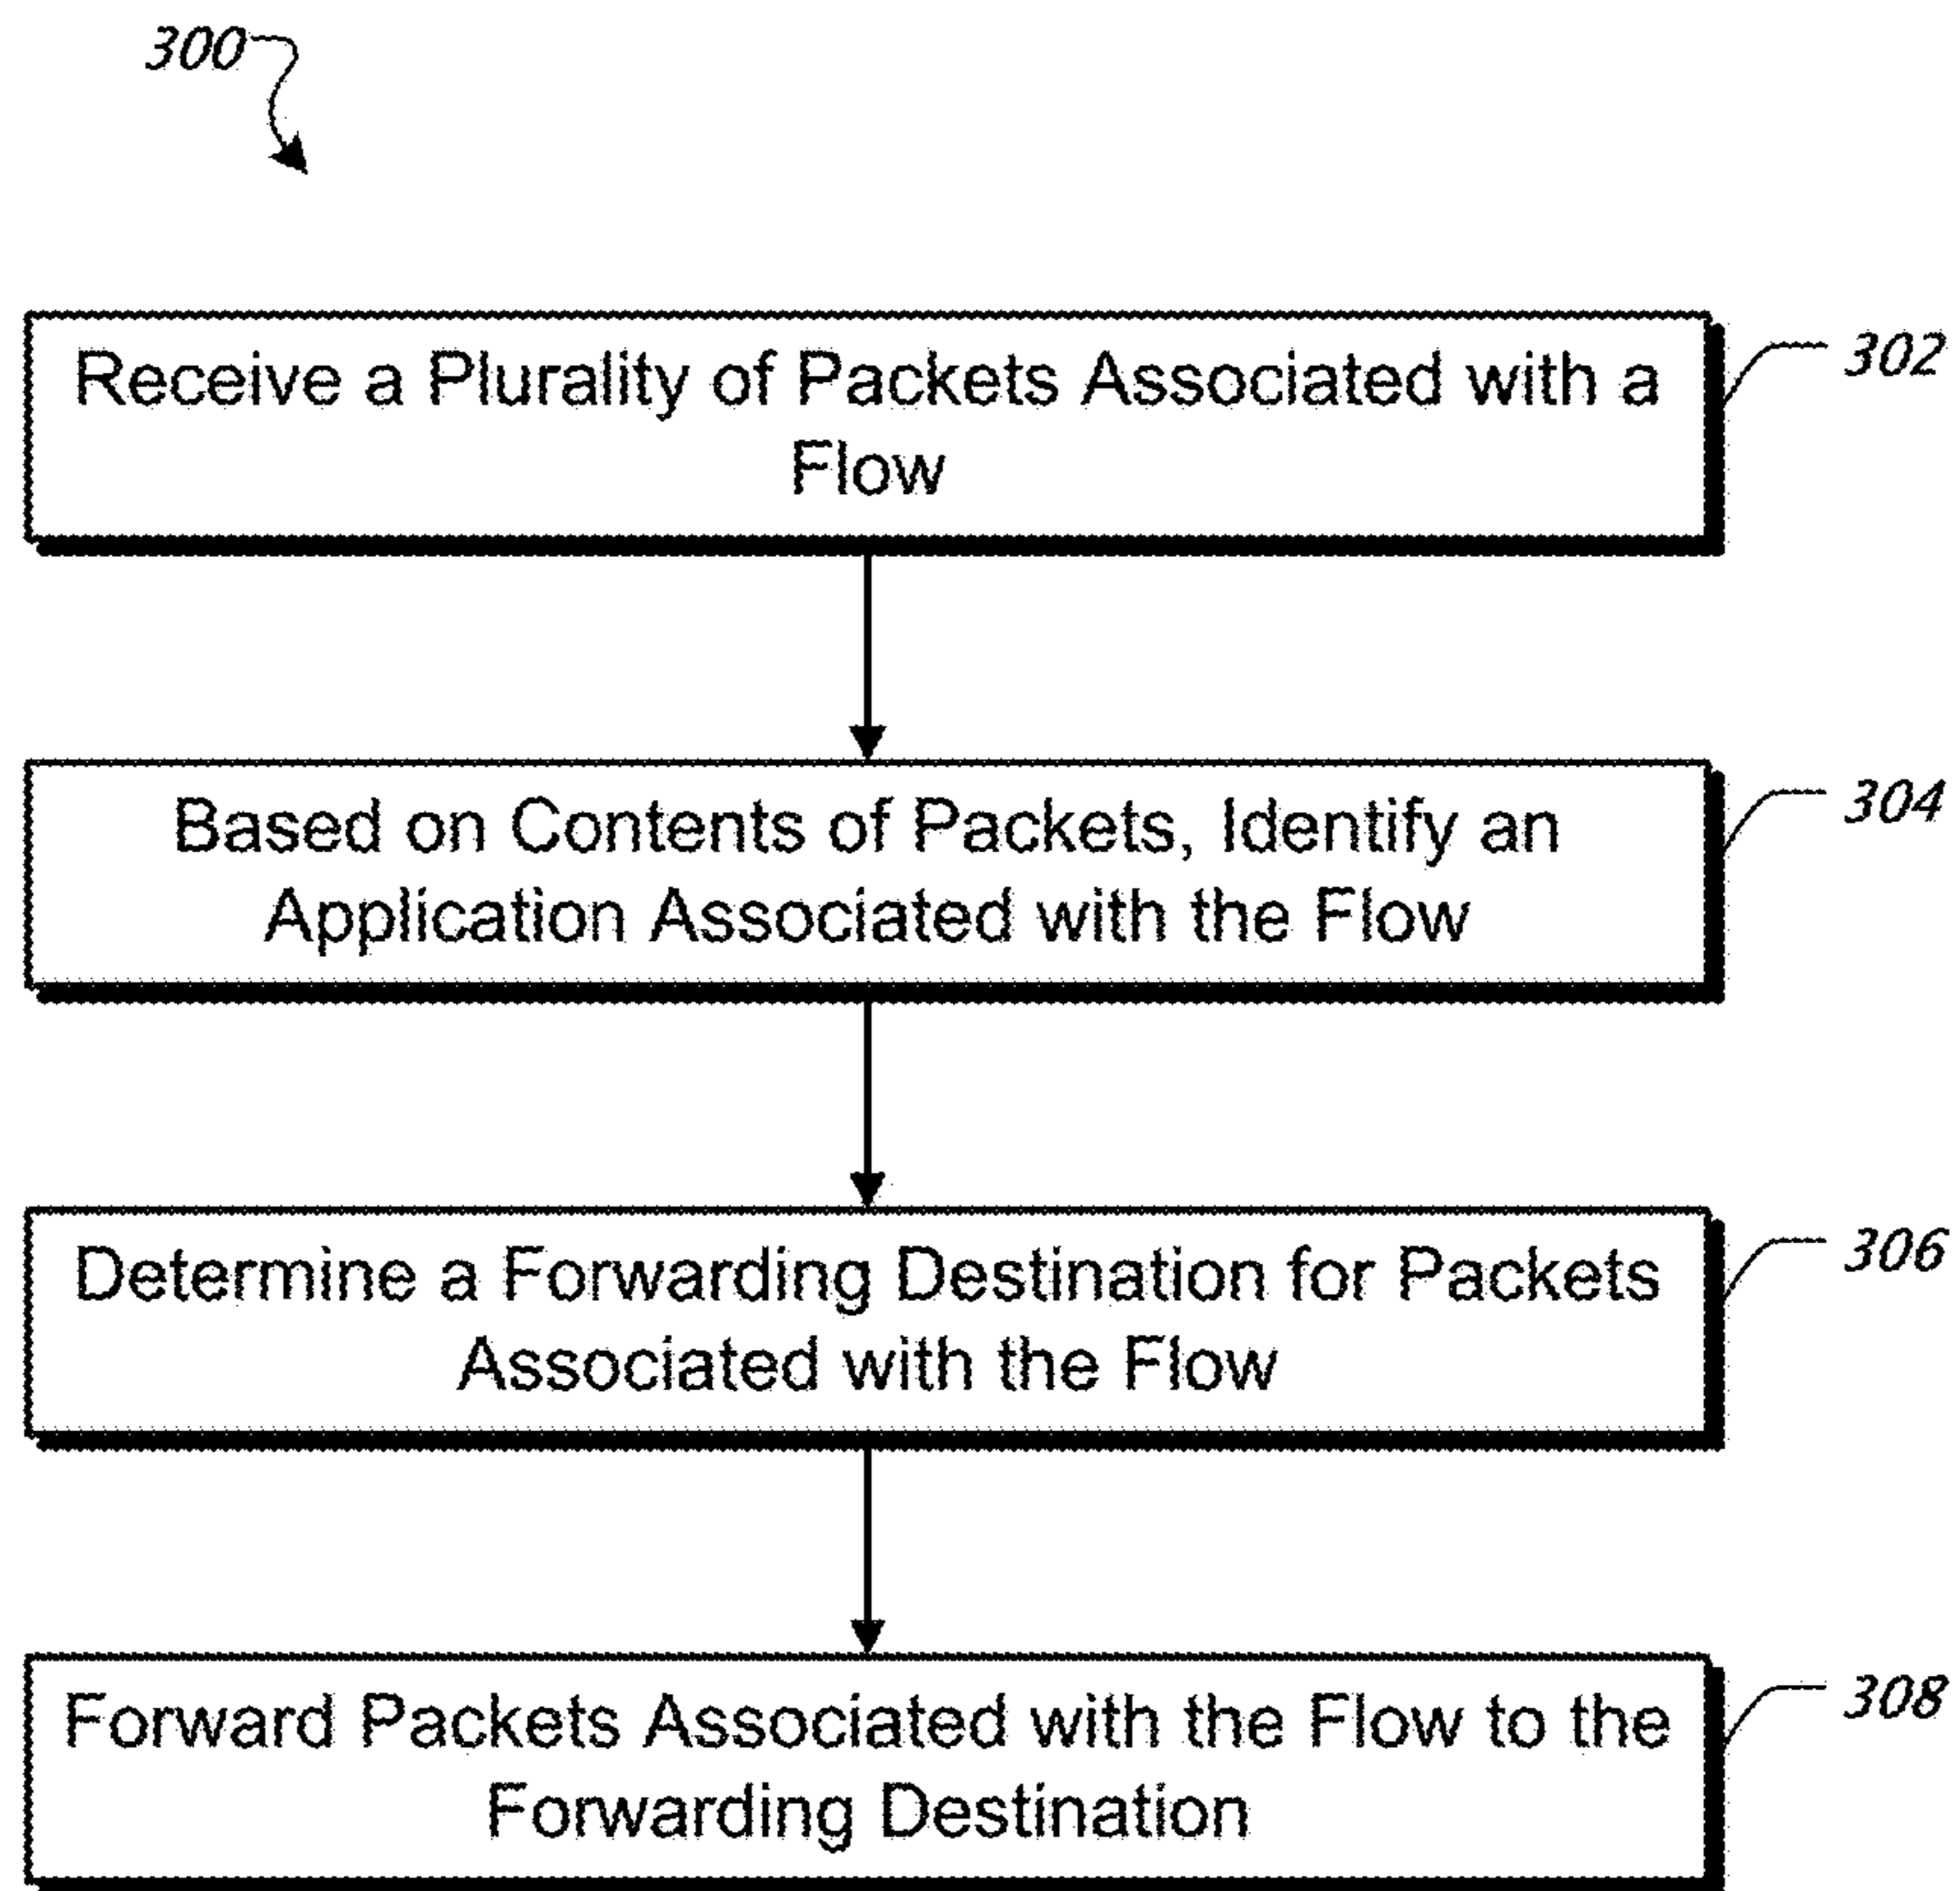 300
Receive a Plurality of Packets Associated with a
Flow
302
Based on Contents of Packets, Identify an
Application Associated with the Flow
304
Determine a Forwarding Destination for Packets
Associated with the Flow
306
Forward Packets Associated with the Flow to the
Forwarding Destination
308